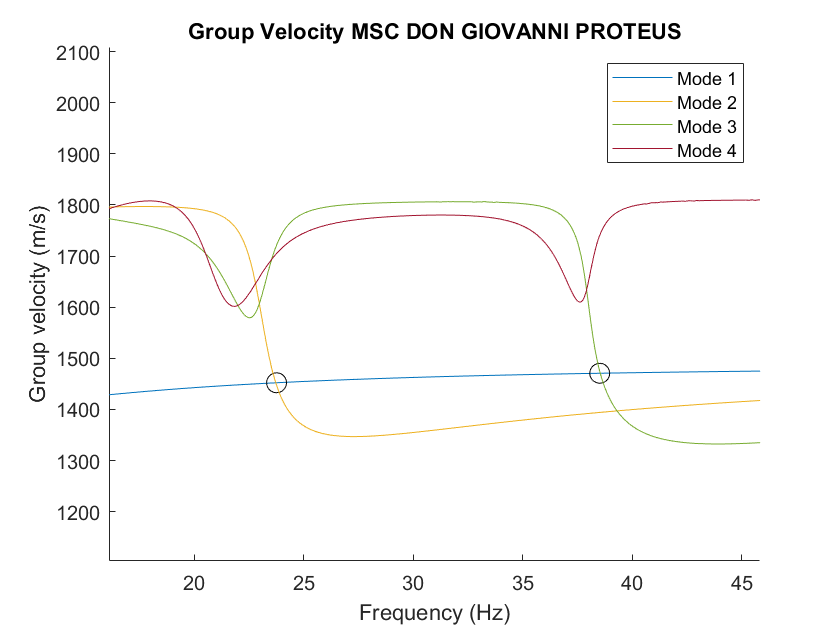 Group Velocity MSC DON GIOVANNI PROTEUS
Mode 1
Mode 2
Mode 3
Mode 4
Group velocity (m/s)
2100
2000
1900
1800
1700
1600
1500
1400
1300
1200
20 25 30 35 40 45
Frequency (Hz)